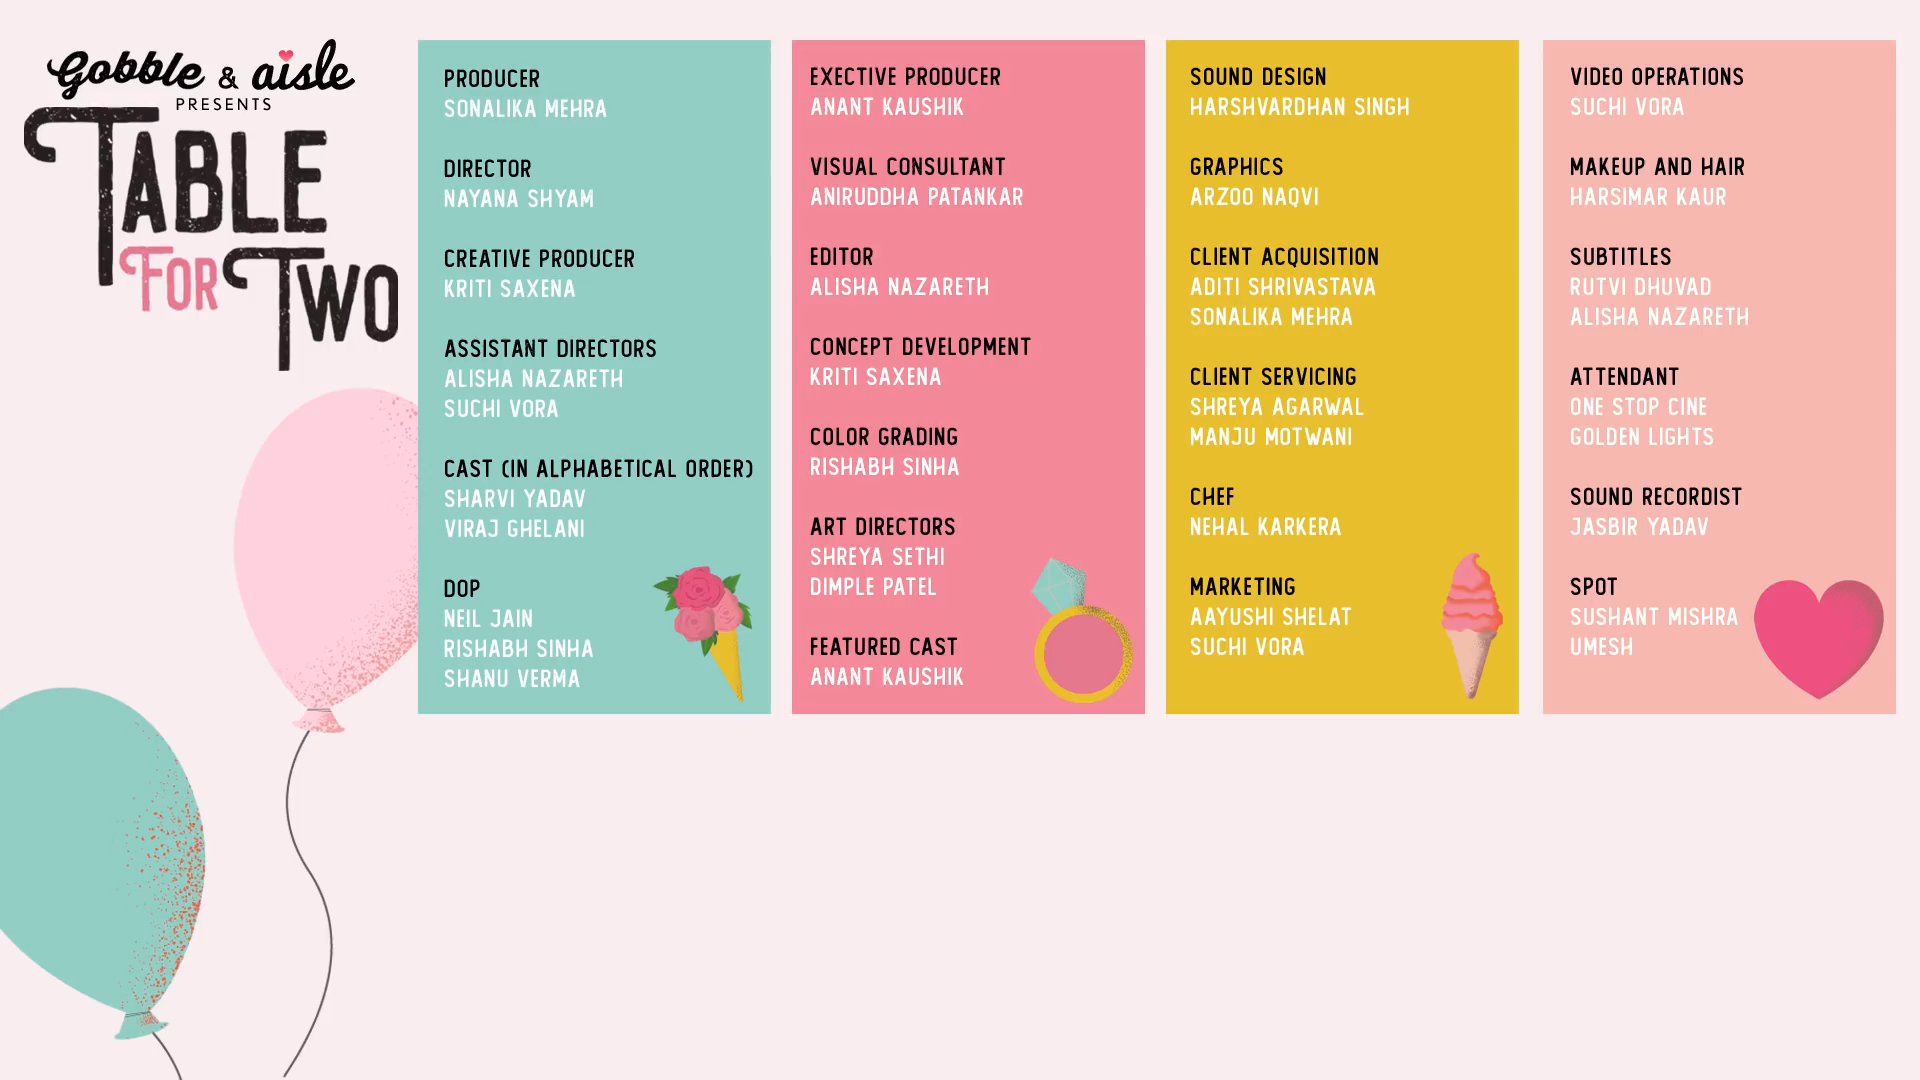 Gobble & aisle
PRESENTS
TABLE
FOR TWO
PRODUCER
SONALIKA MEHRA
DIRECTOR
NAYANA SHYAM
CREATIVE PRODUCER
KRITI SAXENA
ASSISTANT DIRECTORS
ALISHA NAZARETH
SUCHI VORA
CAST (IN ALPHABETICAL ORDER)
SHARVI YADAV
VIRAJ GHELANI
DOP
NEIL JAIN
RISHABH SINHA
SHANU VERMA
EXECTIVE PRODUCER
ANANT KAUSHIK
VISUAL CONSULTANT
ANIRUDDHA PATANKAR
EDITOR
ALISHA NAZARETH
CONCEPT DEVELOPMENT
KRITI SAXENA
COLOR GRADING
RISHABH SINHA
ART DIRECTORS
SHREYA SETHI
DIMPLE PATEL
FEATURED CAST
ANANT KAUSHIK
SOUND DESIGN
HARSHVARDHAN SINGH
GRAPHICS
ARZOO NAQVI
CLIENT ACQUISITION
ADITI SHRIVASTAVA
SONALIKA MEHRA
CLIENT SERVICING
SHREYA AGARWAL
MANJU MOTWANI
CHEF
NEHAL KARKERA
MARKETING
AAYUSHI SHELAT
SUCHI VORA
VIDEO OPERATIONS
SUCHI VORA
MAKEUP AND HAIR
HARSIMAR KAUR
SUBTITLES
RUTVI DHUVAD
ALISHA NAZARETH
ATTENDANT
ONE STOP CINE
GOLDEN LIGHTS
SOUND RECORDIST
JASBIR YADAV
SPOT
SUSHANT MISHRA
UMESH